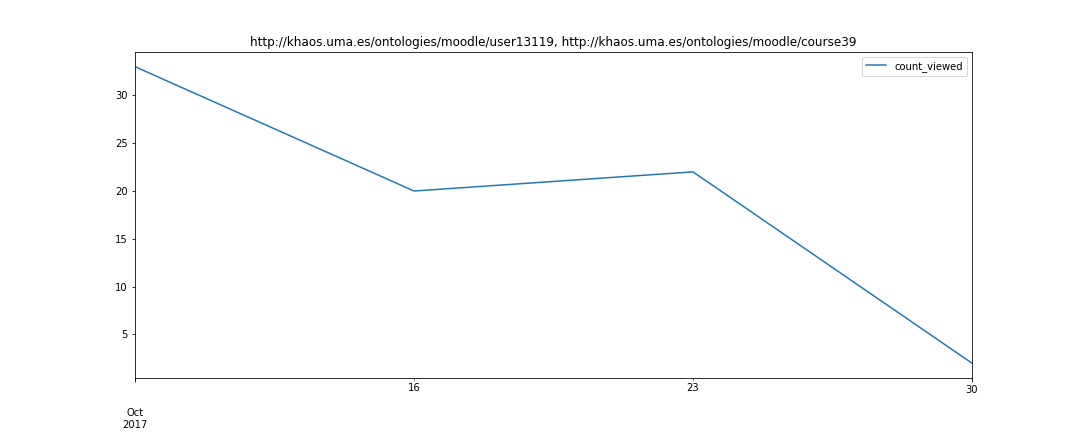 http://khaos.uma.es/ontologies/moodle/user13119, http://khaos.uma.es/ontologies/moodle/course39
count_viewed
30
25
20
15
10
5
16 23 30
Oct
2017